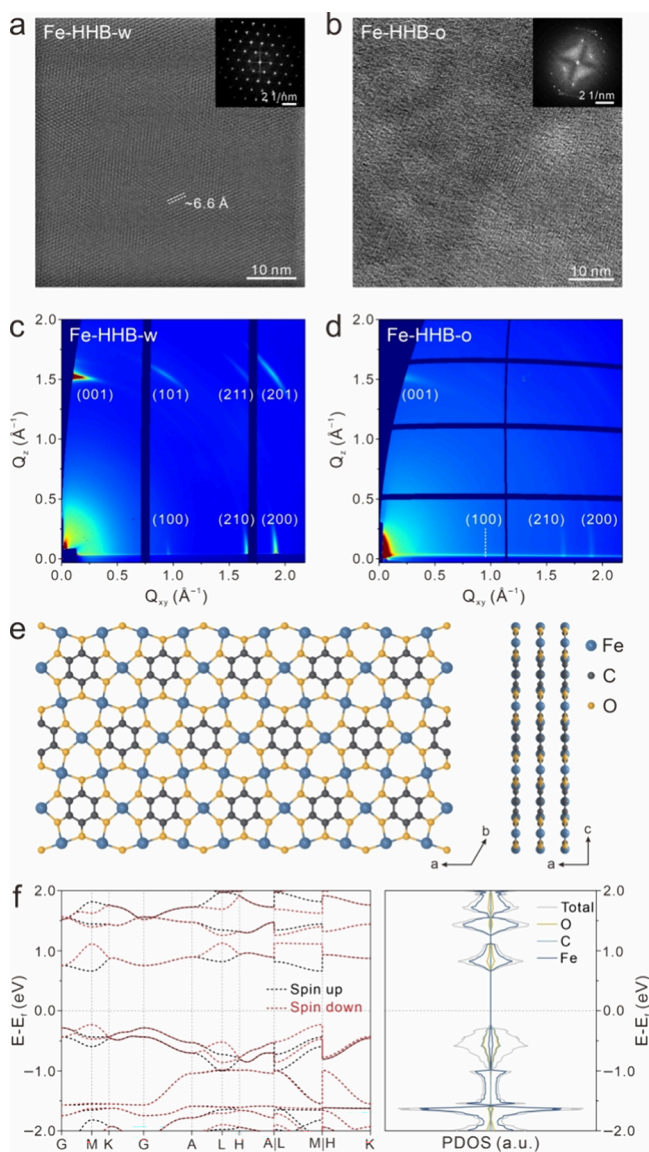 a
Fe-HHB-w
2 1/nm
~6.6 Å
10 nm
b
Fe-HHB-o
2 1/nm
10 nm
c
Fe-HHB-w
2.0
1.5
1.0
0.5
0.0
Qz (Å⁻¹)
(001) (101) (211) (201)
(100) (210) (200)
0.0 0.5 1.0 1.5 2.0
Qxy (Å⁻¹)
d
Fe-HHB-o
2.0
1.5
1.0
0.5
0.0
Qz (Å⁻¹)
(001)
(100) (210) (200)
0.0 0.5 1.0 1.5 2.0
Qxy (Å⁻¹)
e
Fe
C
O
b
a
c
a
f
2.0
1.0
0.0
−1.0
−2.0
E-Ef (eV)
Spin up
Spin down
G M K G A L H A|L M|H K
Total
O
C
Fe
2.0
1.0
0.0
−1.0
−2.0
E-Ef (eV)
PDOS (a.u.)